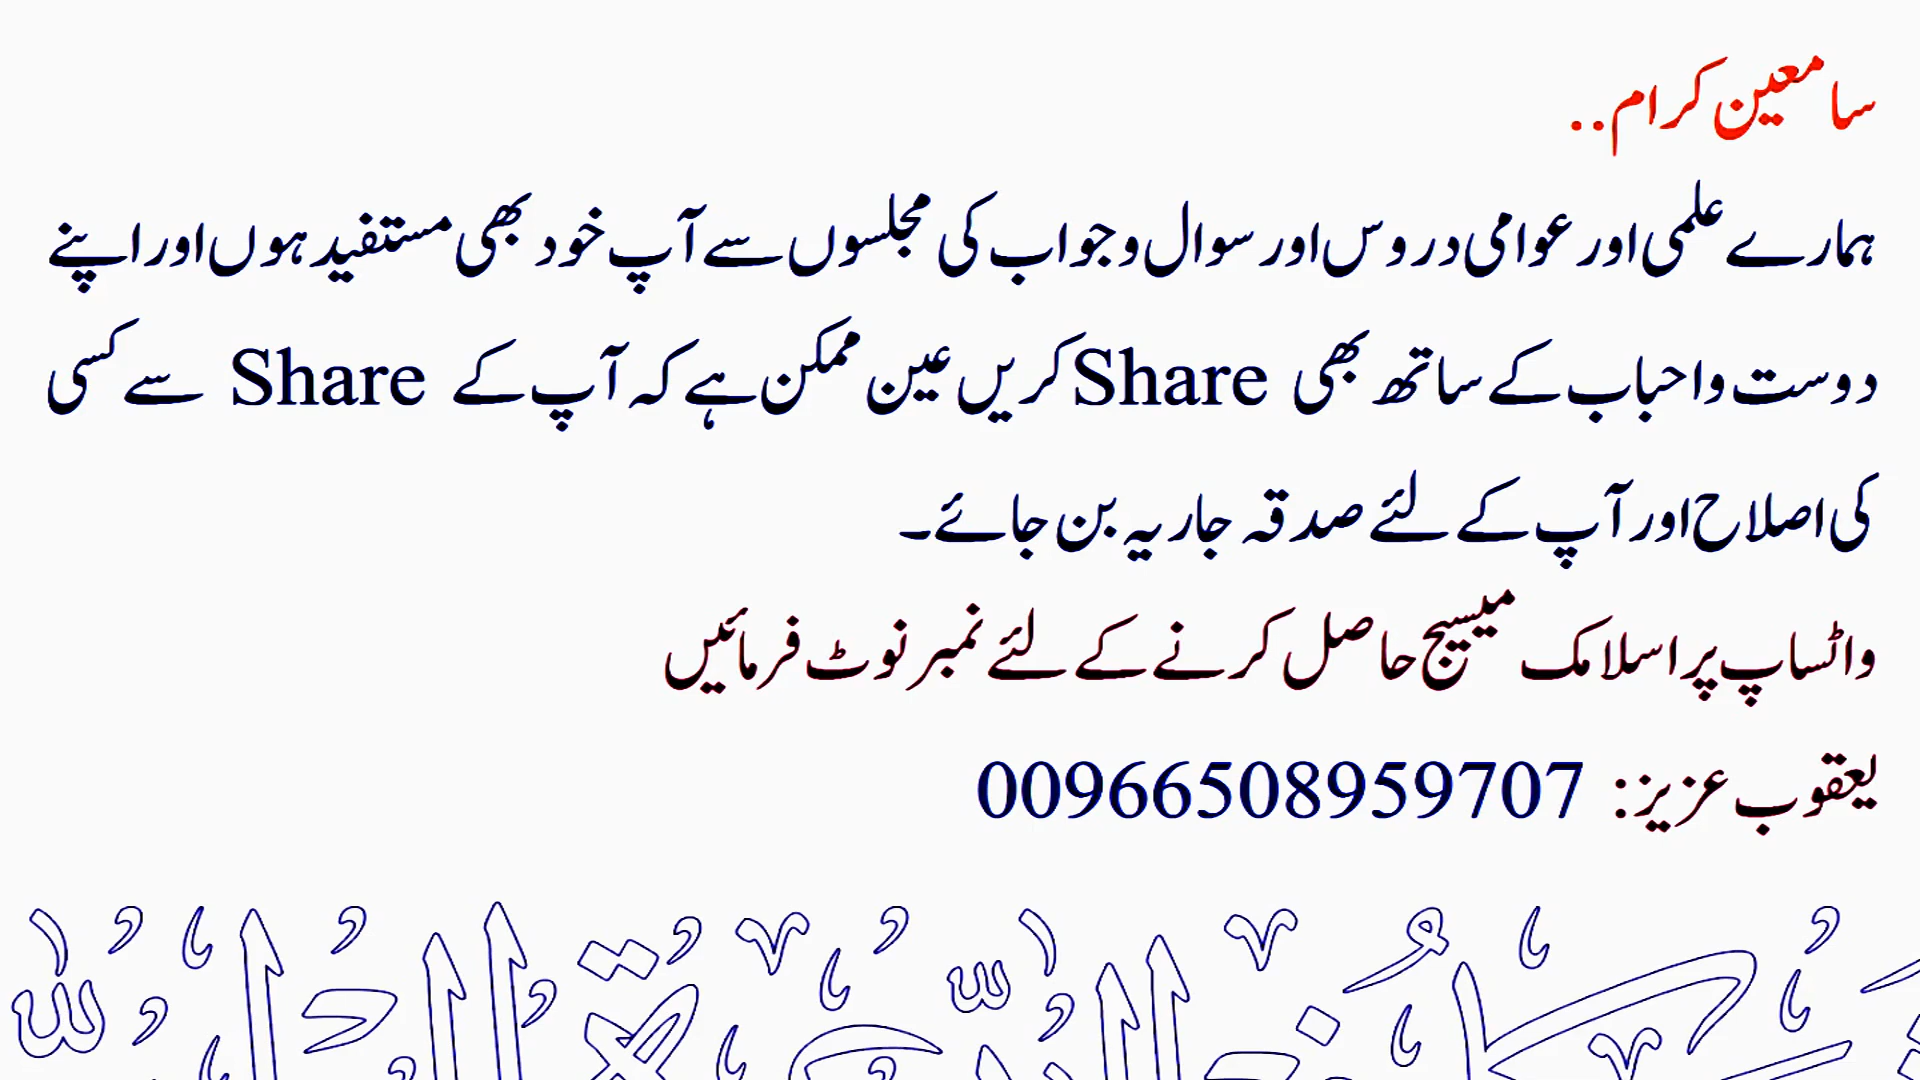 سامعین کرام..
ہمارے علمی اور عوامی دروس اور سوال و جواب کی مجلسوں سے آپ خود بھی مستفید ہوں اور اپنے
دوست و احباب کے ساتھ بھی Share کریں عین ممکن ہے کہ آپ کے Share سے کسی
کی اصلاح اور آپ کے لئے صدقہ جاریہ بن جائے۔
واٹساپ پر اسلامک میسیج حاصل کرنے کے لئے نمبر نوٹ فرمائیں
یعقوب عزیز: 00966508959707